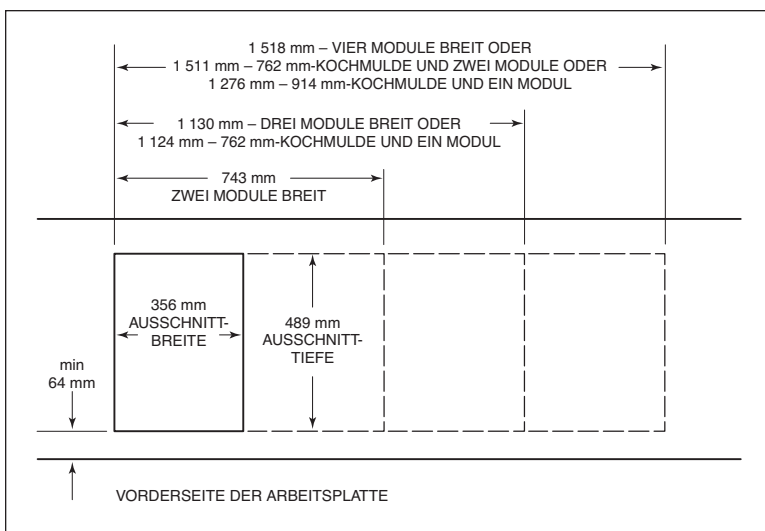 1 518 mm – VIER MODULE BREIT ODER
1 511 mm – 762 mm-KOCHMULDE UND ZWEI MODULE ODER
1 276 mm – 914 mm-KOCHMULDE UND EIN MODUL
1 130 mm – DREI MODULE BREIT ODER
1 124 mm – 762 mm-KOCHMULDE UND EIN MODUL
743 mm
ZWEI MODULE BREIT
356 mm
AUSSCHNITT-
BREITE
489 mm
AUSSCHNITT-
TIEFE
min
64 mm
VORDERSEITE DER ARBEITSPLATTE